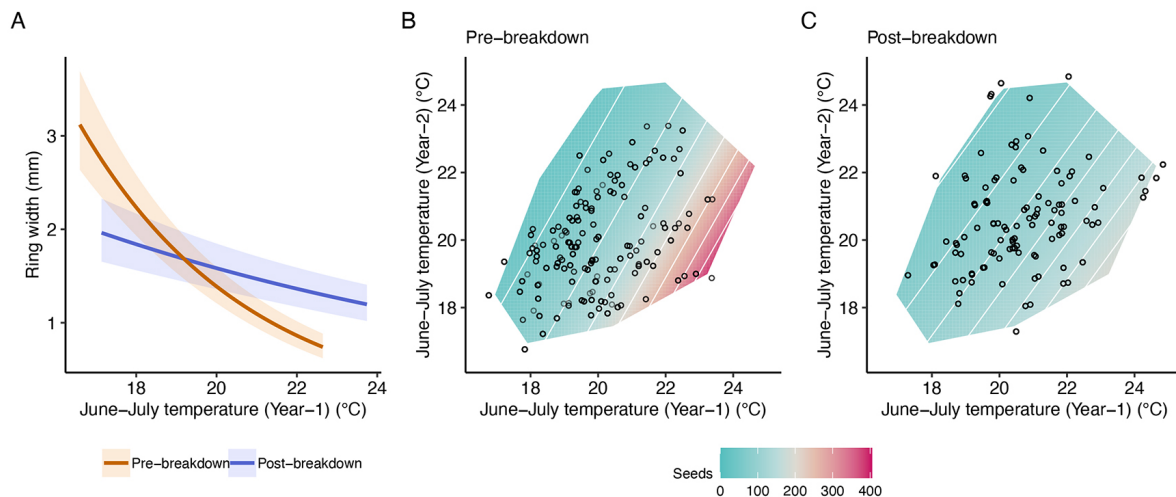 A
B
C
Pre−breakdown
Post−breakdown
Ring width (mm)
3
2
1
18 20 22 24
June−July temperature (Year−1) (°C)
June−July temperature (Year−2) (°C)
24
22
20
18
18 20 22 24
June−July temperature (Year−1) (°C)
June−July temperature (Year−2) (°C)
24
22
20
18
18 20 22 24
June−July temperature (Year−1) (°C)
Pre−breakdown Post−breakdown
Seeds
0 100 200 300 400